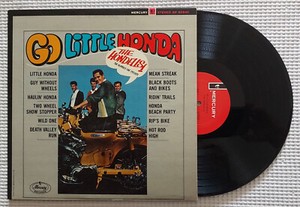 MERCURY
GO LITTLE HONDA
THE HONDELLS
LITTLE HONDA
GUY WITHOUT
WHEELS
HAULIN' HONDA
TWO WHEEL
SHOW STOPPER
WILD ONE
DEATH VALLEY
RUN
MEAN STREAK
BLACK BOOTS
AND BIKES
RIDIN' TRAILS
HONDA
BEACH PARTY
RIP'S BIKE
HOT ROD
HIGH
Mercury
MERCURY